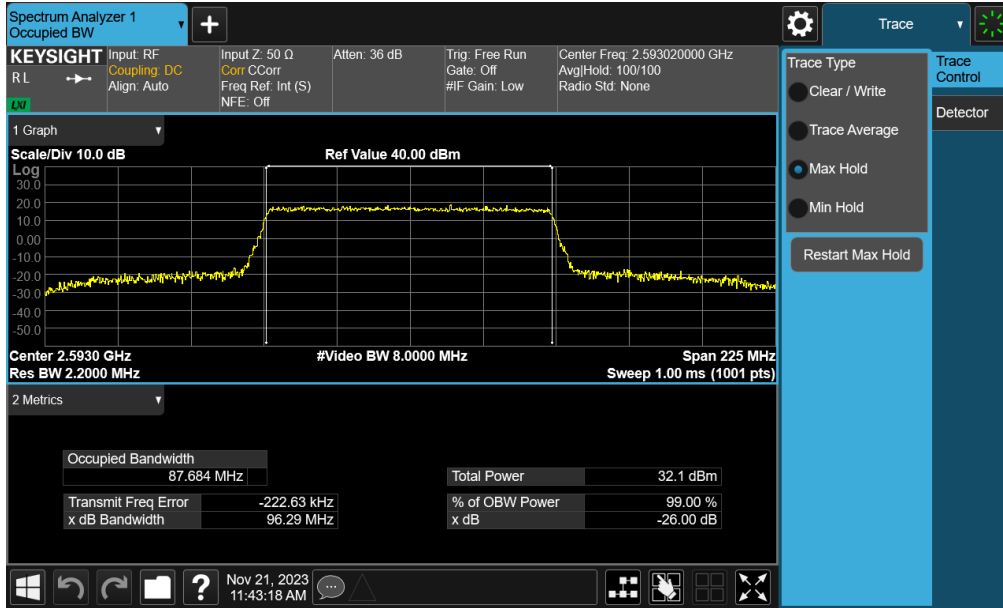 Spectrum Analyzer 1
Occupied BW
Trace
KEYSIGHT
RL
LXI
Input: RF
Coupling: DC
Align: Auto
Input Z: 50 Ω
Corr CCorr
Freq Ref: Int (S)
NFE: Off
Atten: 36 dB
Trig: Free Run
Gate: Off
#IF Gain: Low
Center Freq: 2.593020000 GHz
Avg|Hold: 100/100
Radio Std: None
Trace Type
Clear / Write
Trace Average
Max Hold
Min Hold
Restart Max Hold
Trace
Control
Detector
1 Graph
Scale/Div 10.0 dB
Ref Value 40.00 dBm
Log
30.0
20.0
10.0
0.00
-10.0
-20.0
-30.0
-40.0
-50.0
Center 2.5930 GHz
#Video BW 8.0000 MHz
Span 225 MHz
Res BW 2.2000 MHz
Sweep 1.00 ms (1001 pts)
2 Metrics
Occupied Bandwidth
87.684 MHz
Total Power 32.1 dBm
Transmit Freq Error -222.63 kHz
% of OBW Power 99.00 %
x dB Bandwidth 96.29 MHz
x dB -26.00 dB
?
Nov 21, 2023
11:43:18 AM